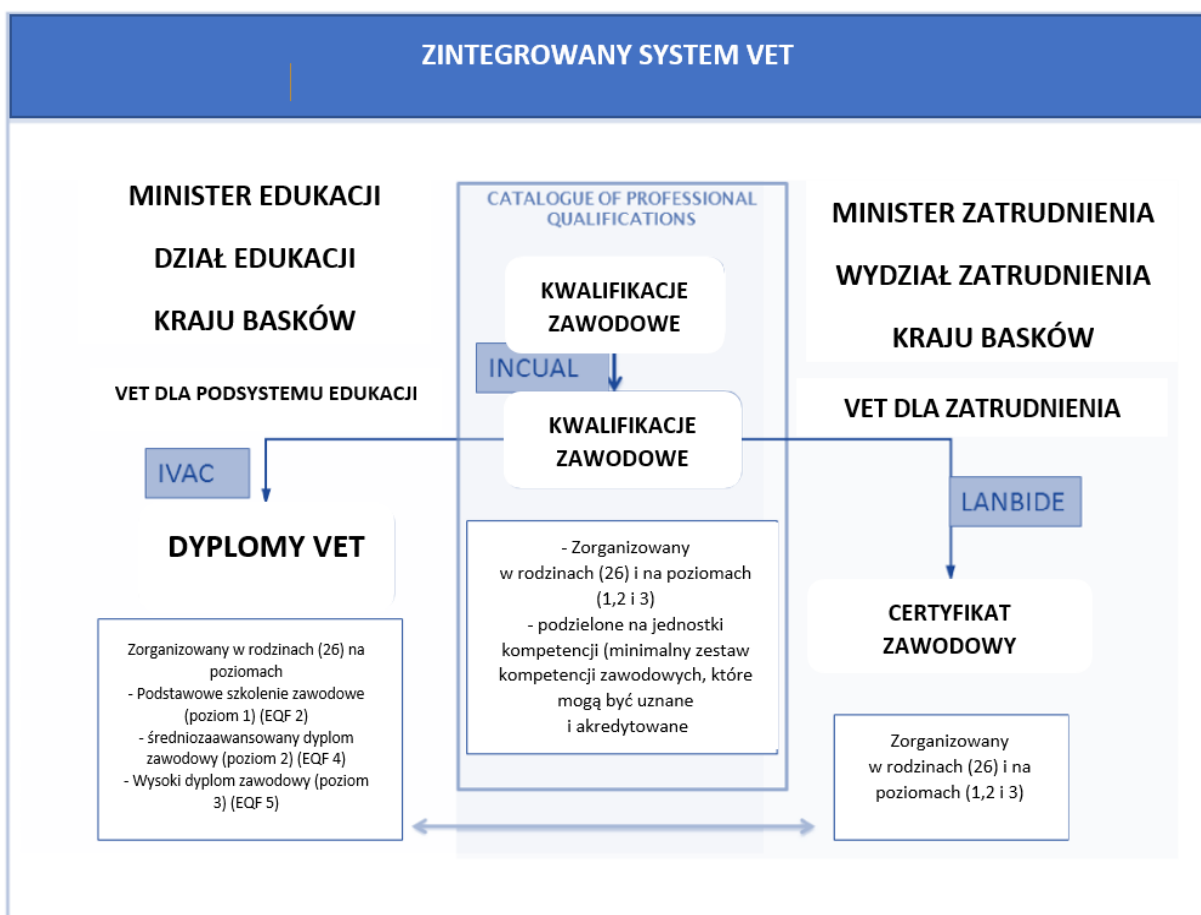 ZINTEGROWANY SYSTEM VET
MINISTER EDUKACJI
DZIAŁ EDUKACJI
KRAJU BASKÓW
VET DLA PODSYSTEMU EDUKACJI
IVAC
DYPLOMY VET
Zorganizowany w rodzinach (26) na
poziomach
- Podstawowe szkolenie zawodowe
(poziom 1) (EQF 2)
- średniozaawansowany dyplom
zawodowy (poziom 2) (EQF 4)
- Wysoki dyplom zawodowy (poziom
3) (EQF 5)
CATALOGUE OF PROFESSIONAL
QUALIFICATIONS
KWALIFIKACJE
ZAWODOWE
INCUAL
KWALIFIKACJE
ZAWODOWE
- Zorganizowany
w rodzinach (26) i na poziomach
(1,2 i 3)
- podzielone na jednostki
kompetencji (minimalny zestaw
kompetencji zawodowych, które
mogą być uznane
i akredytowane
MINISTER ZATRUDNIENIA
WYDZIAŁ ZATRUDNIENIA
KRAJU BASKÓW
VET DLA ZATRUDNIENIA
LANBIDE
CERTYFIKAT
ZAWODOWY
Zorganizowany
w rodzinach (26) i na
poziomach (1,2 i 3)